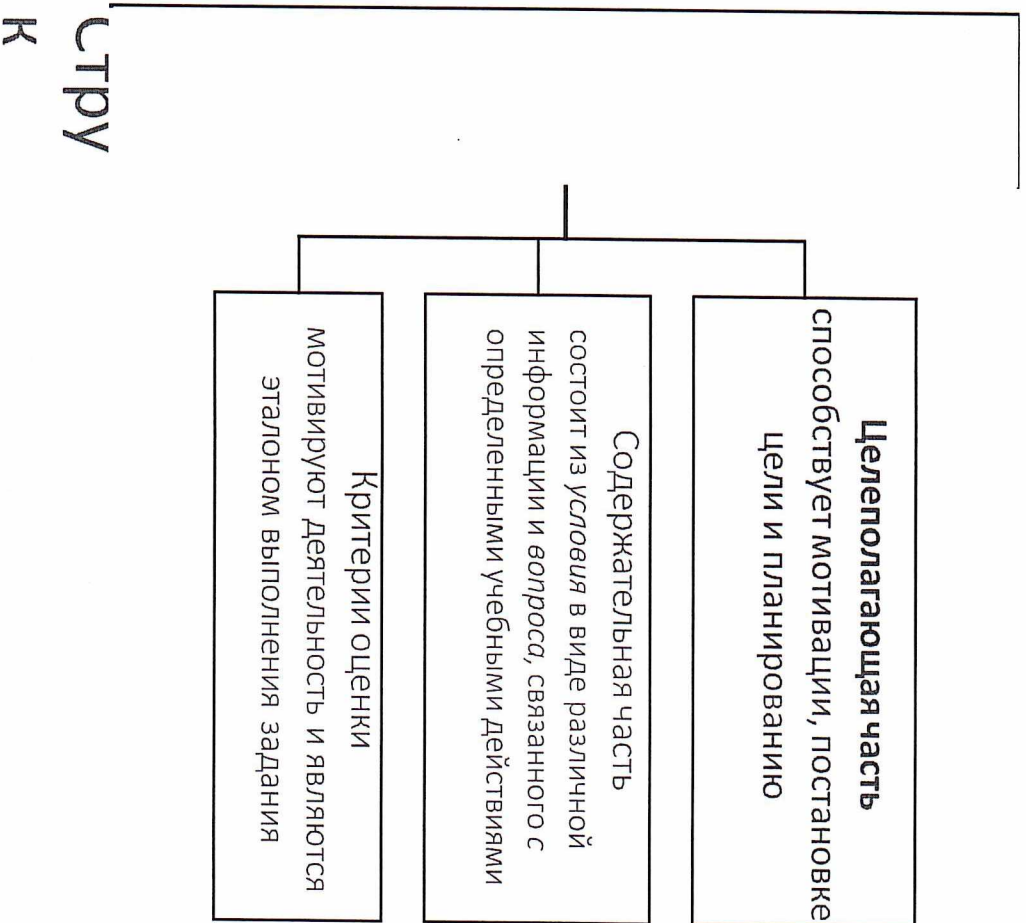 Целеполагающая часть
способствует мотивации, постановке
цели и планированию
Содержательная часть
состоит из условия в виде различной
информации и вопроса, связанного с
определенными учебными действиями
Критерии оценки
мотивируют деятельность и являются
эталоном выполнения задания
Стру
к